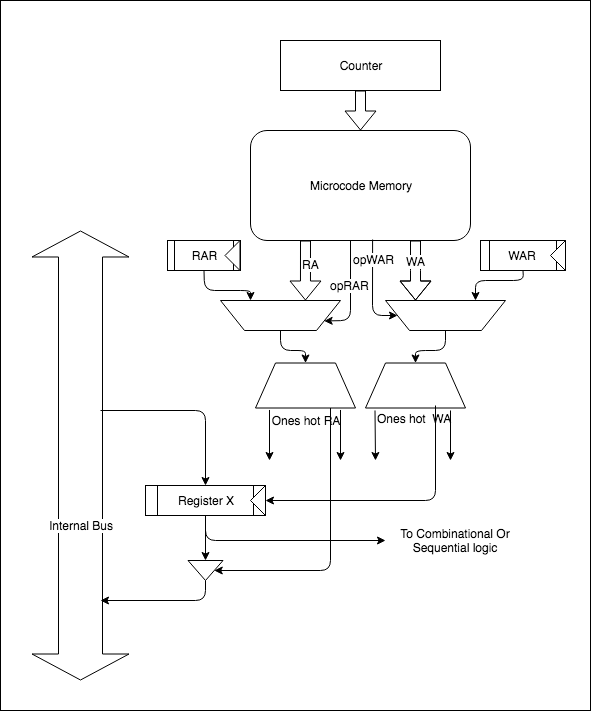 Counter
Microcode Memory
RAR
RA
opWAR
WA
WAR
opRAR
Ones hot RA
Ones hot WA
Register X
Internal Bus
To Combinational Or
Sequential logic